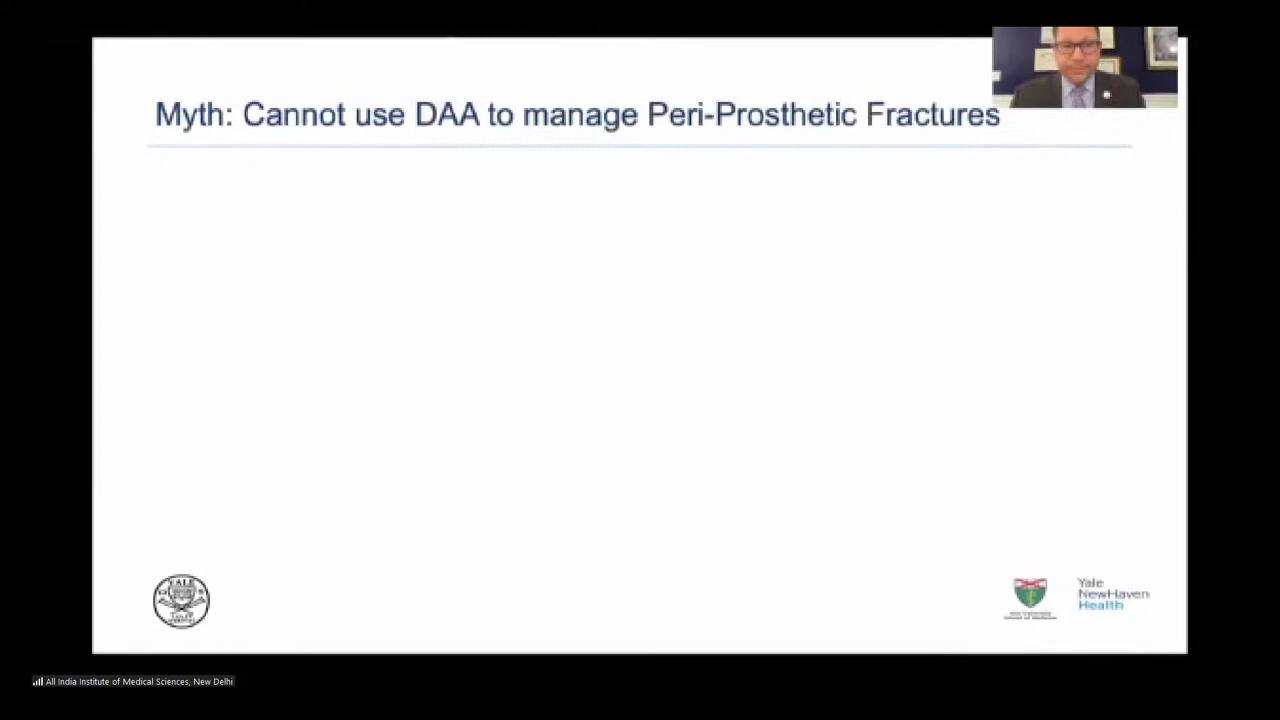 Myth: Cannot use DAA to manage Peri-Prosthetic Fractures
YALE
Yale
NewHaven
Health
All India Institute of Medical Sciences, New Delhi